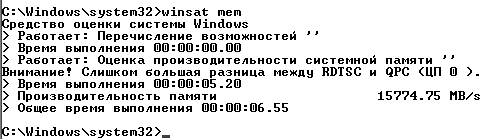 C:\Windows\system32>winsat mem
Средство оценки системы Windows
> Работает: Перечисление возможностей ''
> Время выполнения 00:00:00.00
> Работает: Оценка производительности системной памяти ''
Внимание! Слишком большая разница между RDTSC и QPC (ЦП 0 ).
> Время выполнения 00:00:05.20
> Производительность памяти 15774.75 MB/s
> Общее время выполнения 00:00:06.55
C:\Windows\system32>_